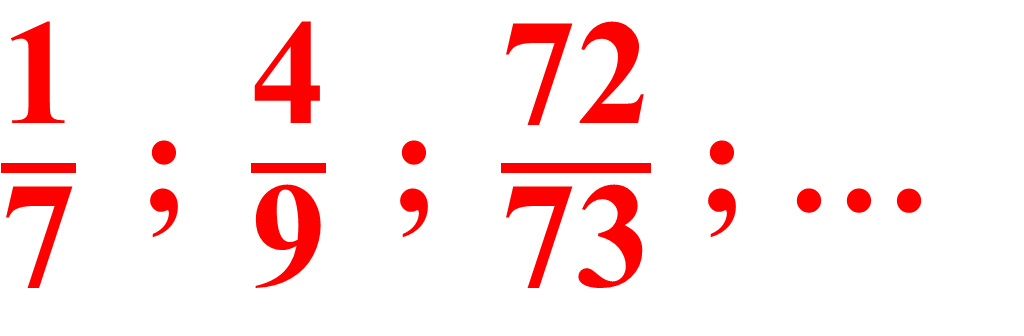 1/7 ; 4/9 ; 72/73 ; ...